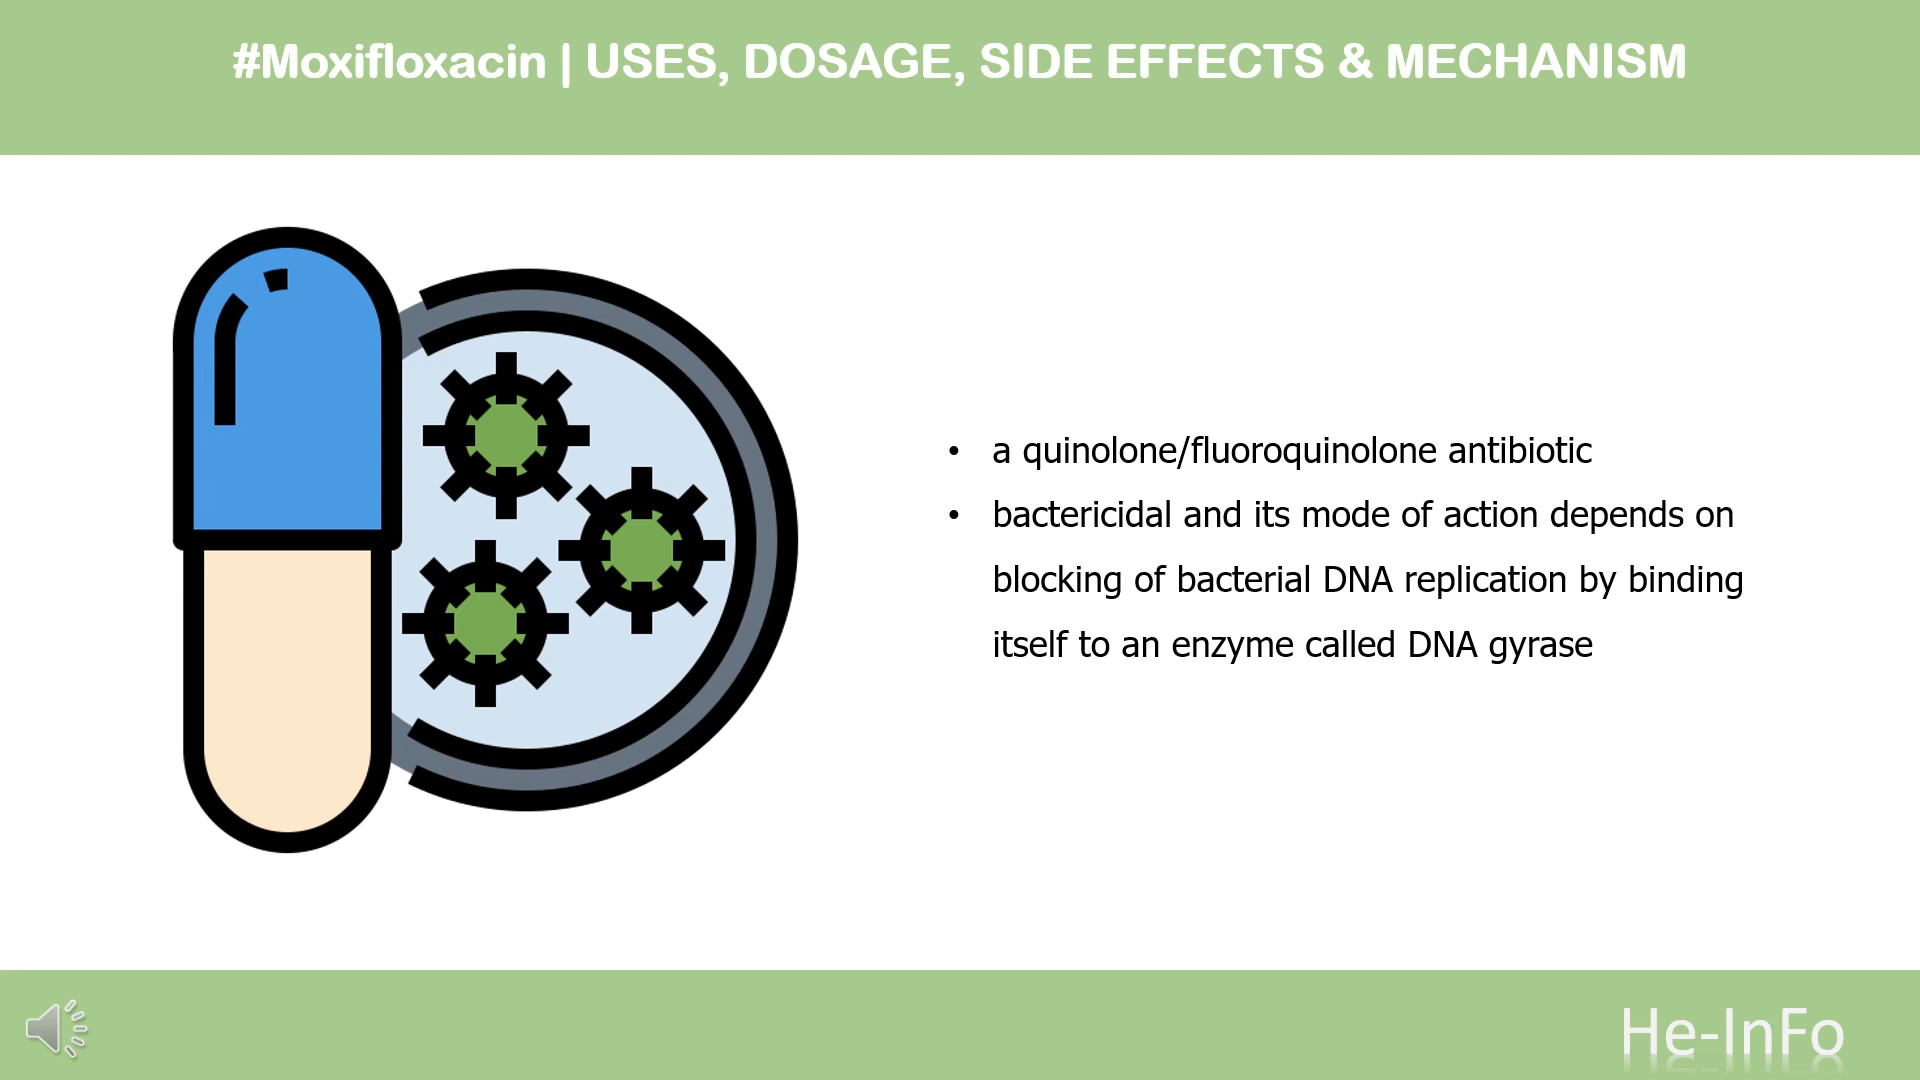 #Moxifloxacin | USES, DOSAGE, SIDE EFFECTS & MECHANISM
• a quinolone/fluoroquinolone antibiotic
• bactericidal and its mode of action depends on
blocking of bacterial DNA replication by binding
itself to an enzyme called DNA gyrase
He-InFo